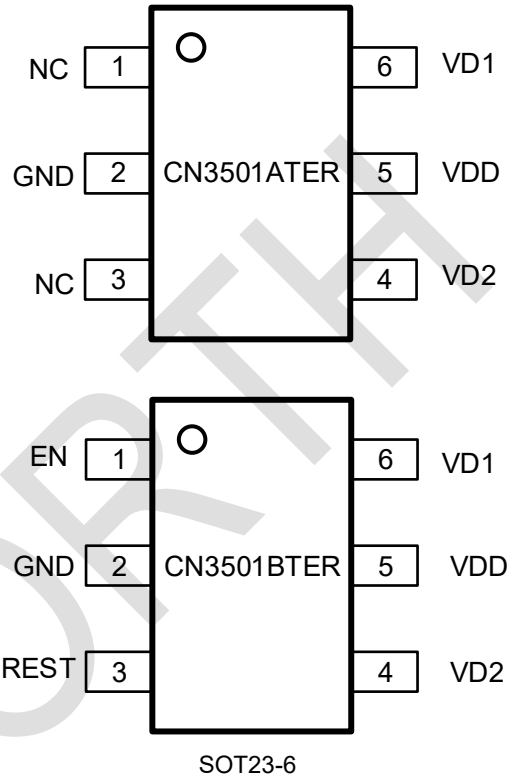 NC 1 6 VD1
GND 2 CN3501ATER 5 VDD
NC 3 4 VD2
EN 1 6 VD1
GND 2 CN3501BTER 5 VDD
REST 3 4 VD2
SOT23-6
ORTH